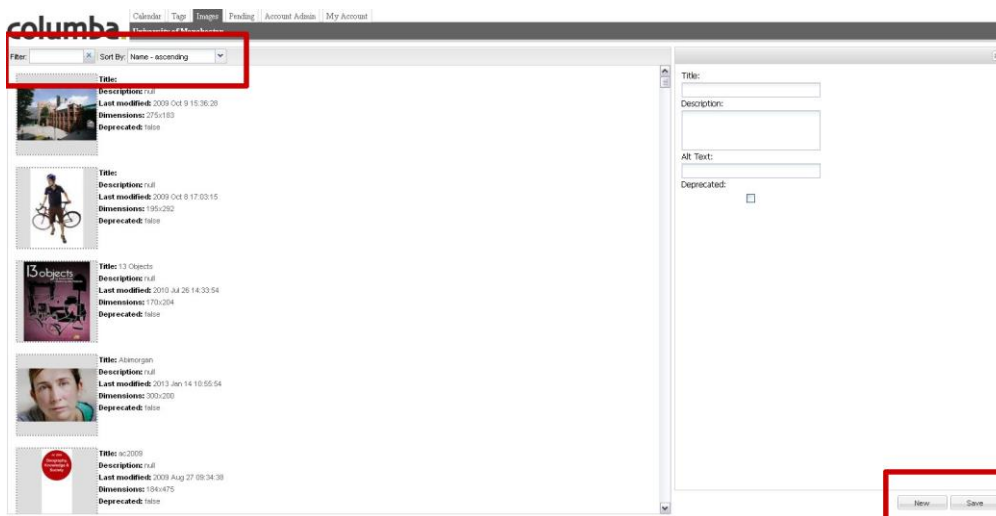 columba
Calendar Tags Images Pending Account Admin My Account
University of Manchester
Filter: Sort By: Name - ascending
Title:
Description: null
Last modified: 2009 Oct 9 15:36:28
Dimensions: 275x183
Deprecated: false
Title:
Description: null
Last modified: 2009 Oct 8 17:03:15
Dimensions: 195x292
Deprecated: false
13 objects
Title: 13 Objects
Description: null
Last modified: 2010 Jul 26 14:33:54
Dimensions: 170x204
Deprecated: false
Title: Abimorgan
Description: null
Last modified: 2013 Jan 14 10:55:54
Dimensions: 300x200
Deprecated: false
Geography,
Knowledge &
Society
Title: ac2009
Description: null
Last modified: 2009 Aug 27 09:34:38
Dimensions: 184x475
Deprecated: false
Title:
Description:
Alt Text:
Deprecated:
New Save